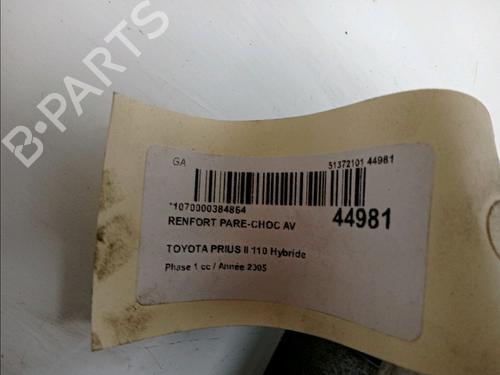 B-PARTS
GA
51372101 44981
*1070000384864
44981
RENFORT PARE-CHOC AV
TOYOTA PRIUS II 110 Hybride
Phase 1 cc / Année 2005